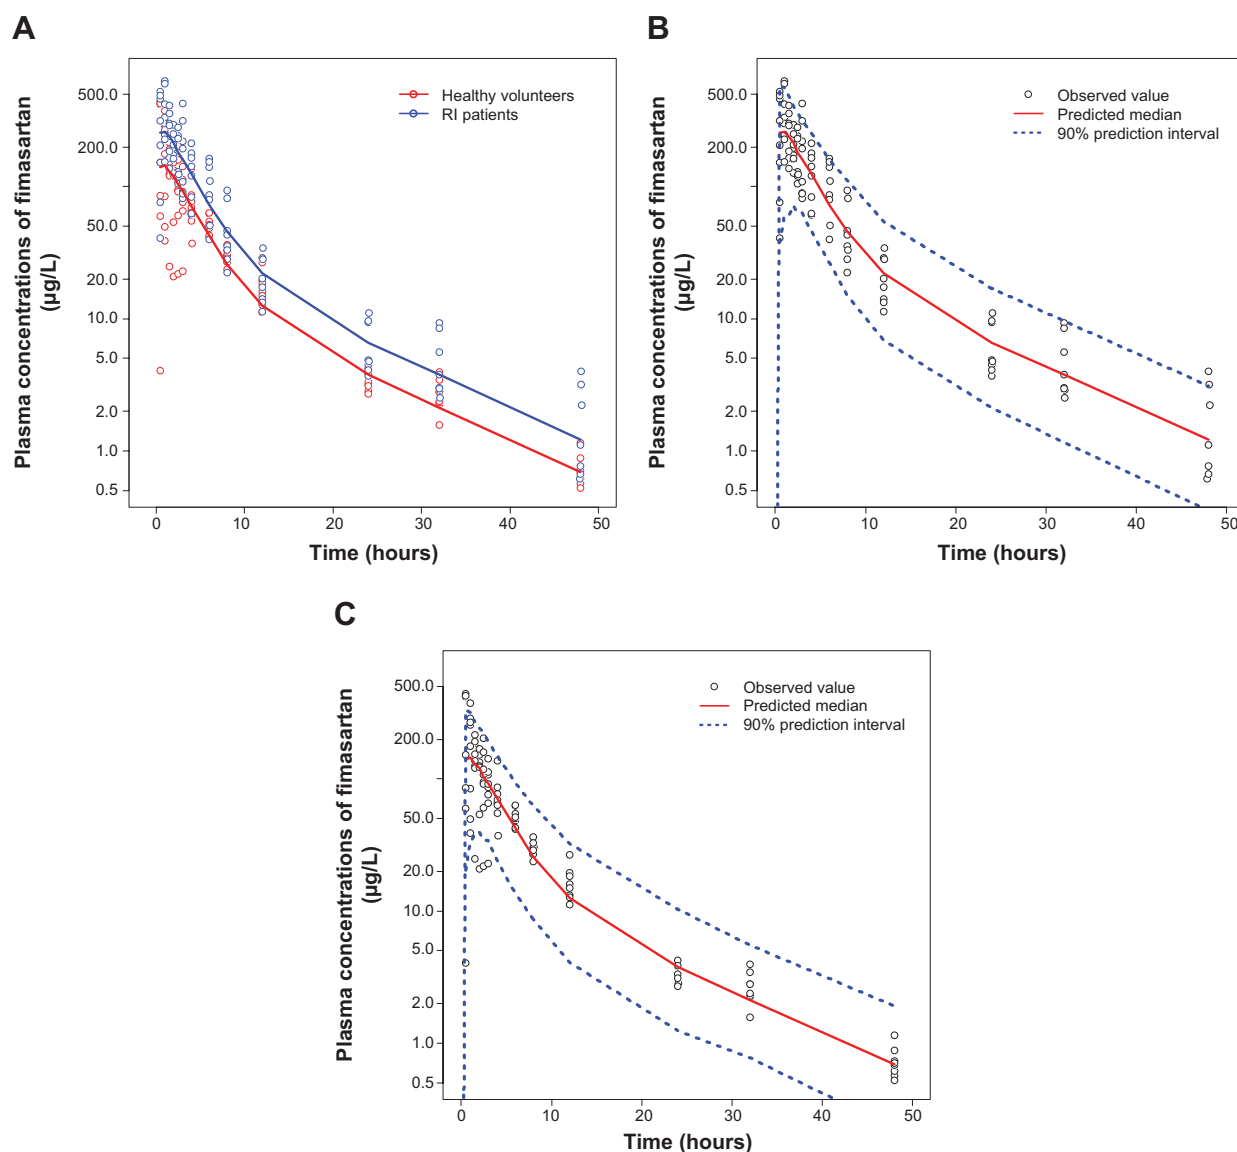 A
Plasma concentrations of fimasartan
(µg/L)
500.0
200.0
50.0
20.0
10.0
5.0
2.0
1.0
0.5
Healthy volunteers
RI patients
0
10
20
30
40
50
Time (hours)
B
Plasma concentrations of fimasartan
(µg/L)
500.0
200.0
50.0
20.0
10.0
5.0
2.0
1.0
0.5
Observed value
Predicted median
90% prediction interval
0
10
20
30
40
50
Time (hours)
C
Plasma concentrations of fimasartan
(µg/L)
500.0
200.0
50.0
20.0
10.0
5.0
2.0
1.0
0.5
Observed value
Predicted median
90% prediction interval
0
10
20
30
40
50
Time (hours)